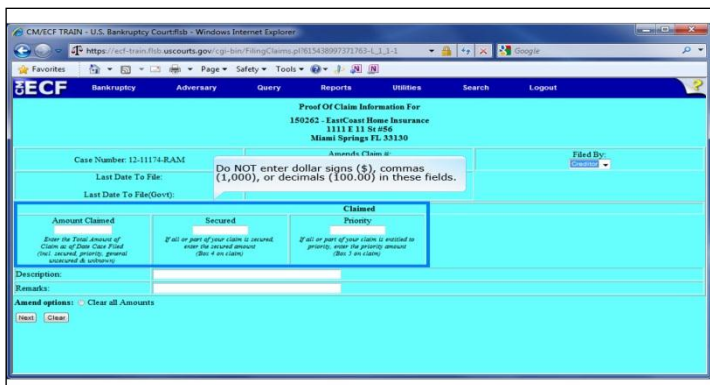 CM/ECF TRAIN - U.S. Bankruptcy Court:flsb - Windows Internet Explorer
https://ecf-train.flsb.uscourts.gov/cgi-bin/FilingClaims.pl?615438997371763-L_1_1-1
Google
Favorites Page Safety Tools
ECF Bankruptcy Adversary Query Reports Utilities Search Logout
Proof Of Claim Information For
150262 - EastCoast Home Insurance
1111 E 11 St #56
Miami Springs FL 33130
Case Number: 12-11174-RAM
Amends Claim #:
Filed By:
Creditor
Last Date To File:
Last Date To File(Govt):
Do NOT enter dollar signs ($), commas
(1,000), or decimals (100.00) in these fields.
Claimed
Amount Claimed Secured Priority
Enter the Total Amount of
Claim as of Date Case Filed
(incl. secured, priority, general
unsecured & unknown)
If all or part of your claim is secured,
enter the secured amount
(Box 4 on claim)
If all or part of your claim is entitled to
priority, enter the priority amount
(Box 5 on claim)
Description:
Remarks:
Amend options: Clear all Amounts
Next Clear